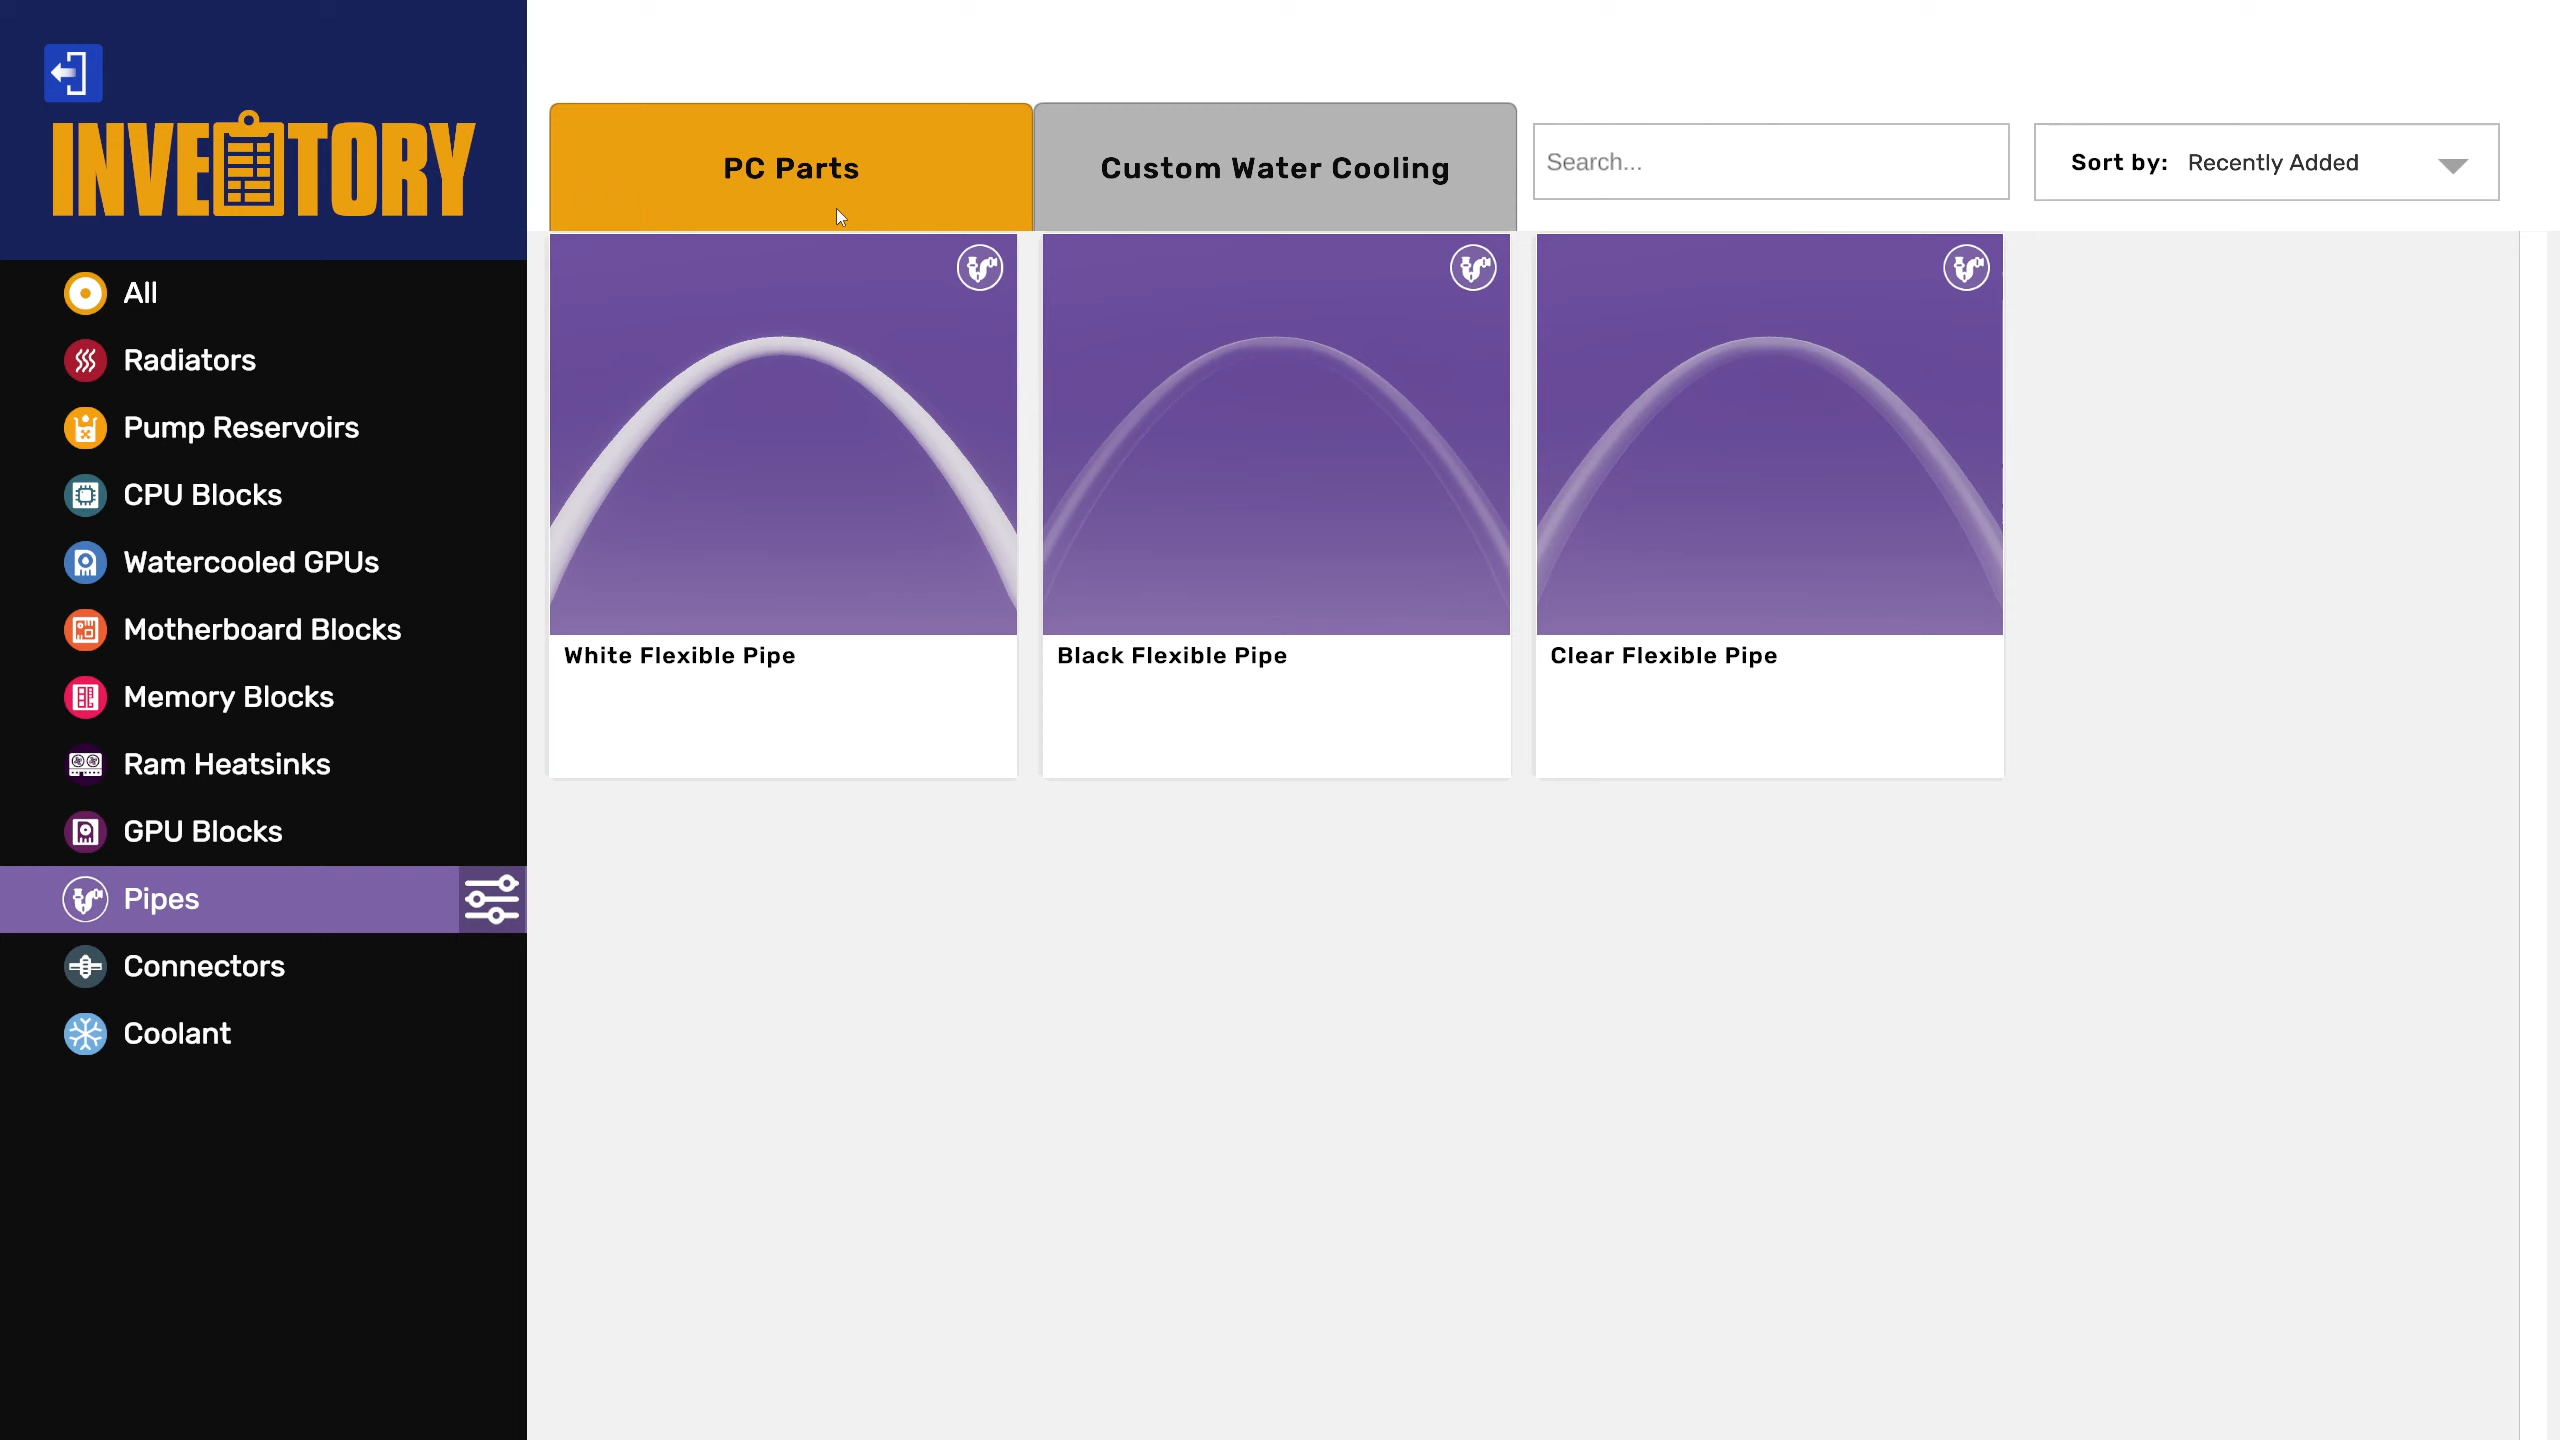 INVENTORY
All
Radiators
Pump Reservoirs
CPU Blocks
Watercooled GPUs
Motherboard Blocks
Memory Blocks
Ram Heatsinks
GPU Blocks
Pipes
Connectors
Coolant
PC Parts
Custom Water Cooling
Search...
Sort by: Recently Added
White Flexible Pipe
Black Flexible Pipe
Clear Flexible Pipe